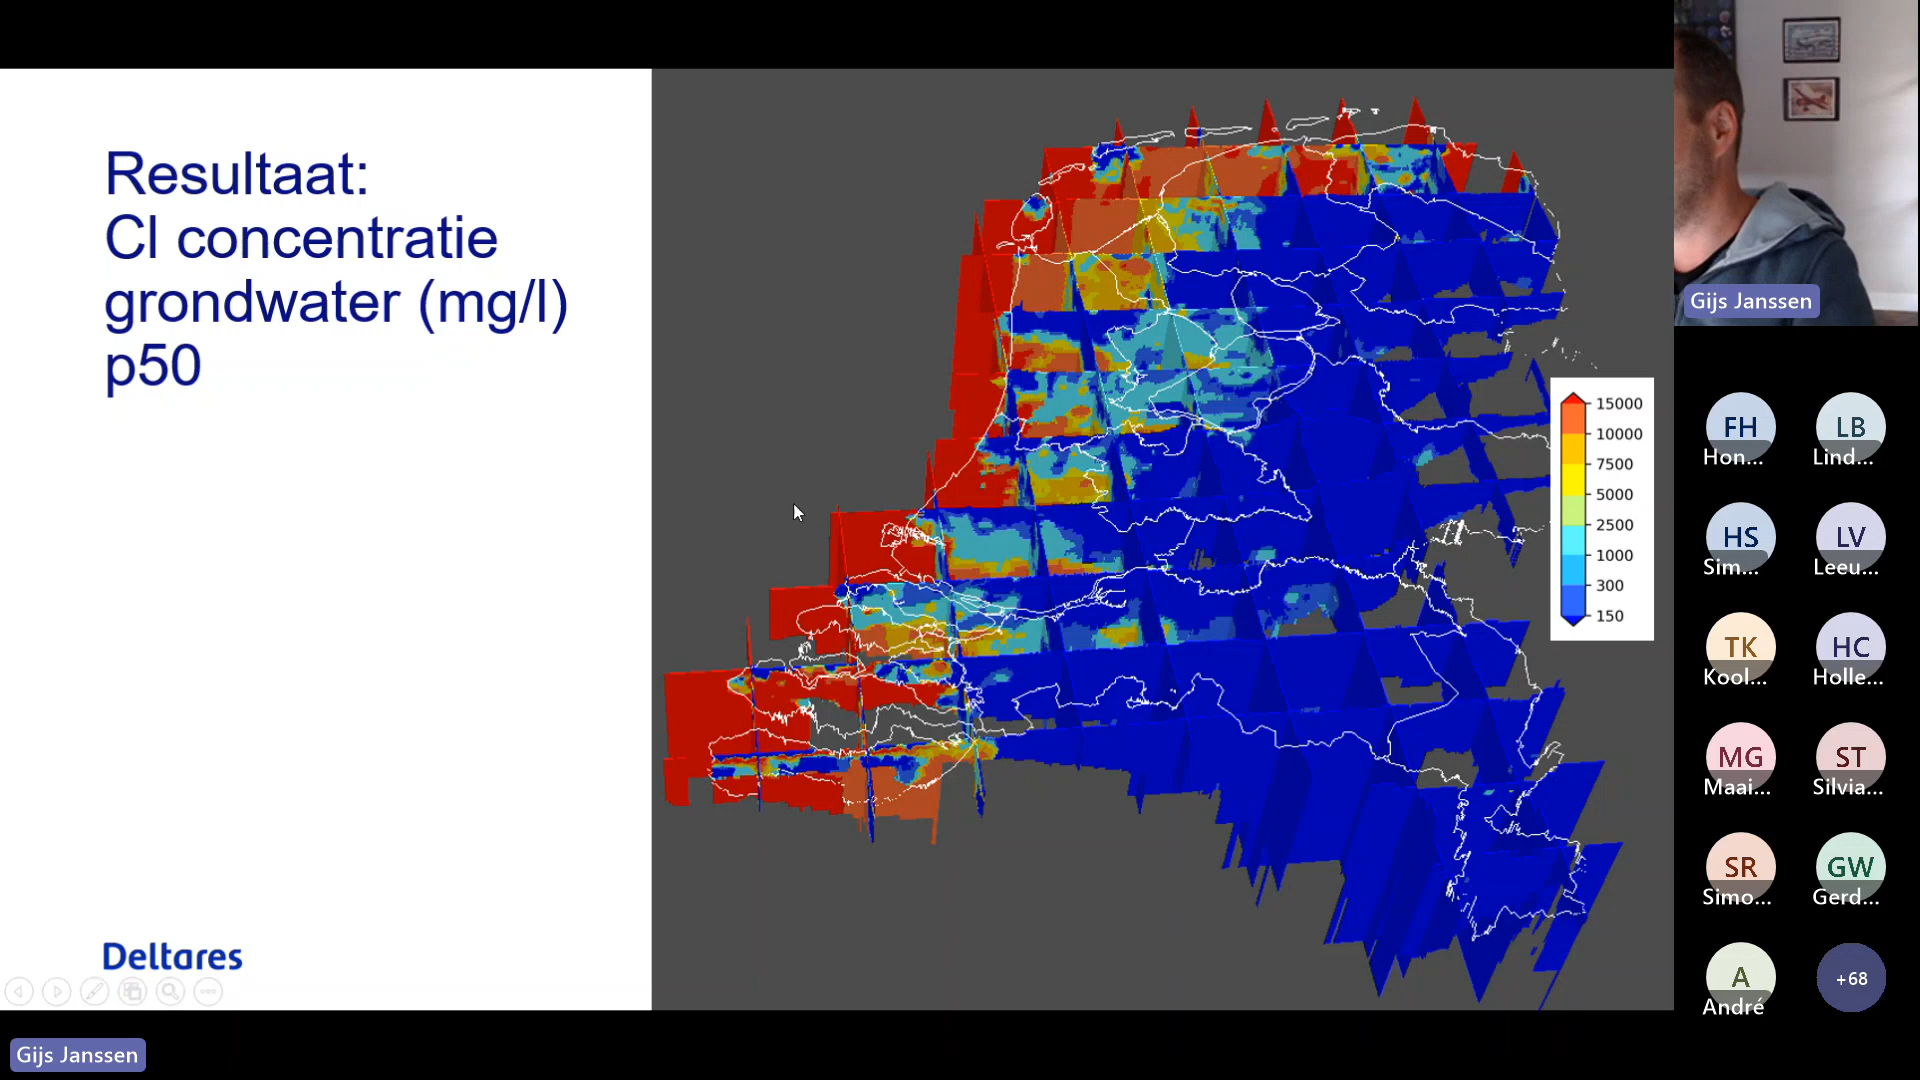 Resultaat:
Cl concentratie
grondwater (mg/l)
p50
Deltares
15000
10000
7500
5000
2500
1000
300
150
Gijs Janssen
FH
Hon...
LB
Lind...
HS
Sim...
LV
Leeu...
TK
Kool...
HC
Holle...
MG
Maai...
ST
Silvia...
SR
Simo...
GW
Gerd...
A
André
+68
Gijs Janssen